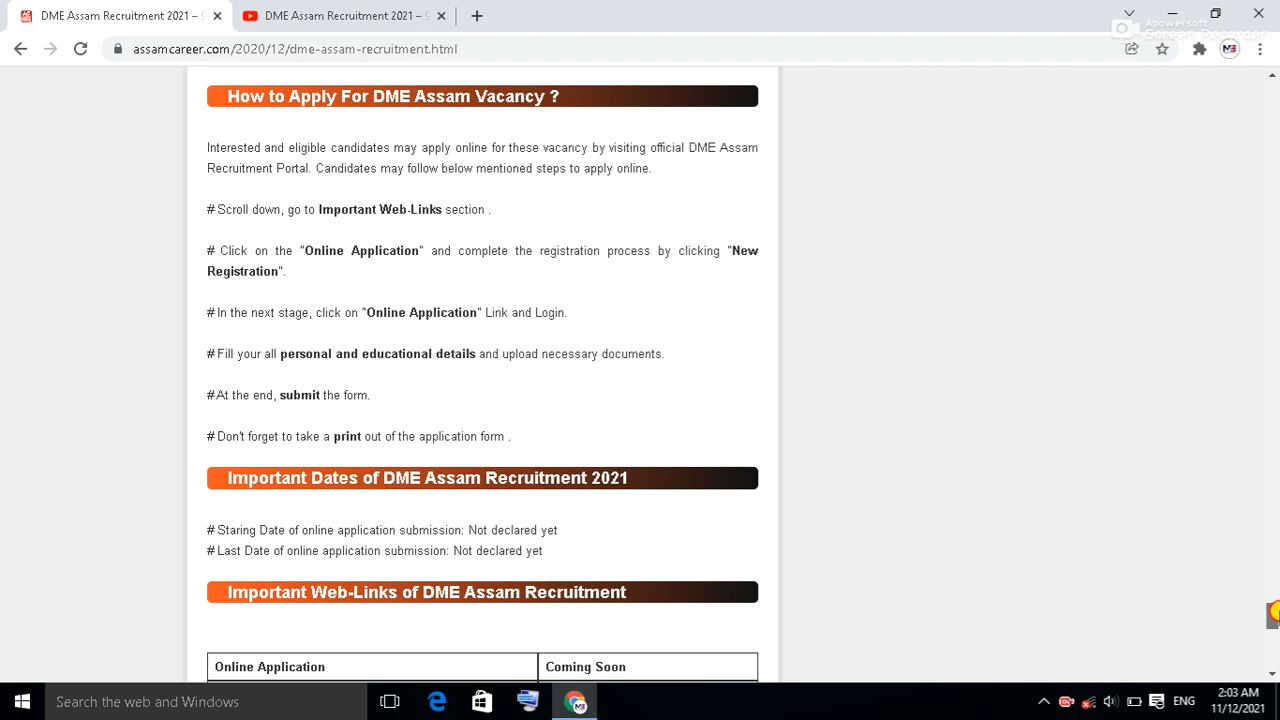 DME Assam Recruitment 2021 –
DME Assam Recruitment 2021 –
Apowersoft
Screen Recorder
assamcareer.com/2020/12/dme-assam-recruitment.html
How to Apply For DME Assam Vacancy ?
Interested and eligible candidates may apply online for these vacancy by visiting official DME Assam
Recruitment Portal. Candidates may follow below mentioned steps to apply online.
# Scroll down, go to Important Web-Links section .
# Click on the "Online Application" and complete the registration process by clicking "New
Registration".
# In the next stage, click on "Online Application" Link and Login.
# Fill your all personal and educational details and upload necessary documents.
# At the end, submit the form.
# Don't forget to take a print out of the application form .
Important Dates of DME Assam Recruitment 2021
# Staring Date of online application submission: Not declared yet
# Last Date of online application submission: Not declared yet
Important Web-Links of DME Assam Recruitment
Online Application Coming Soon
Search the web and Windows
ENG
2:03 AM
11/12/2021